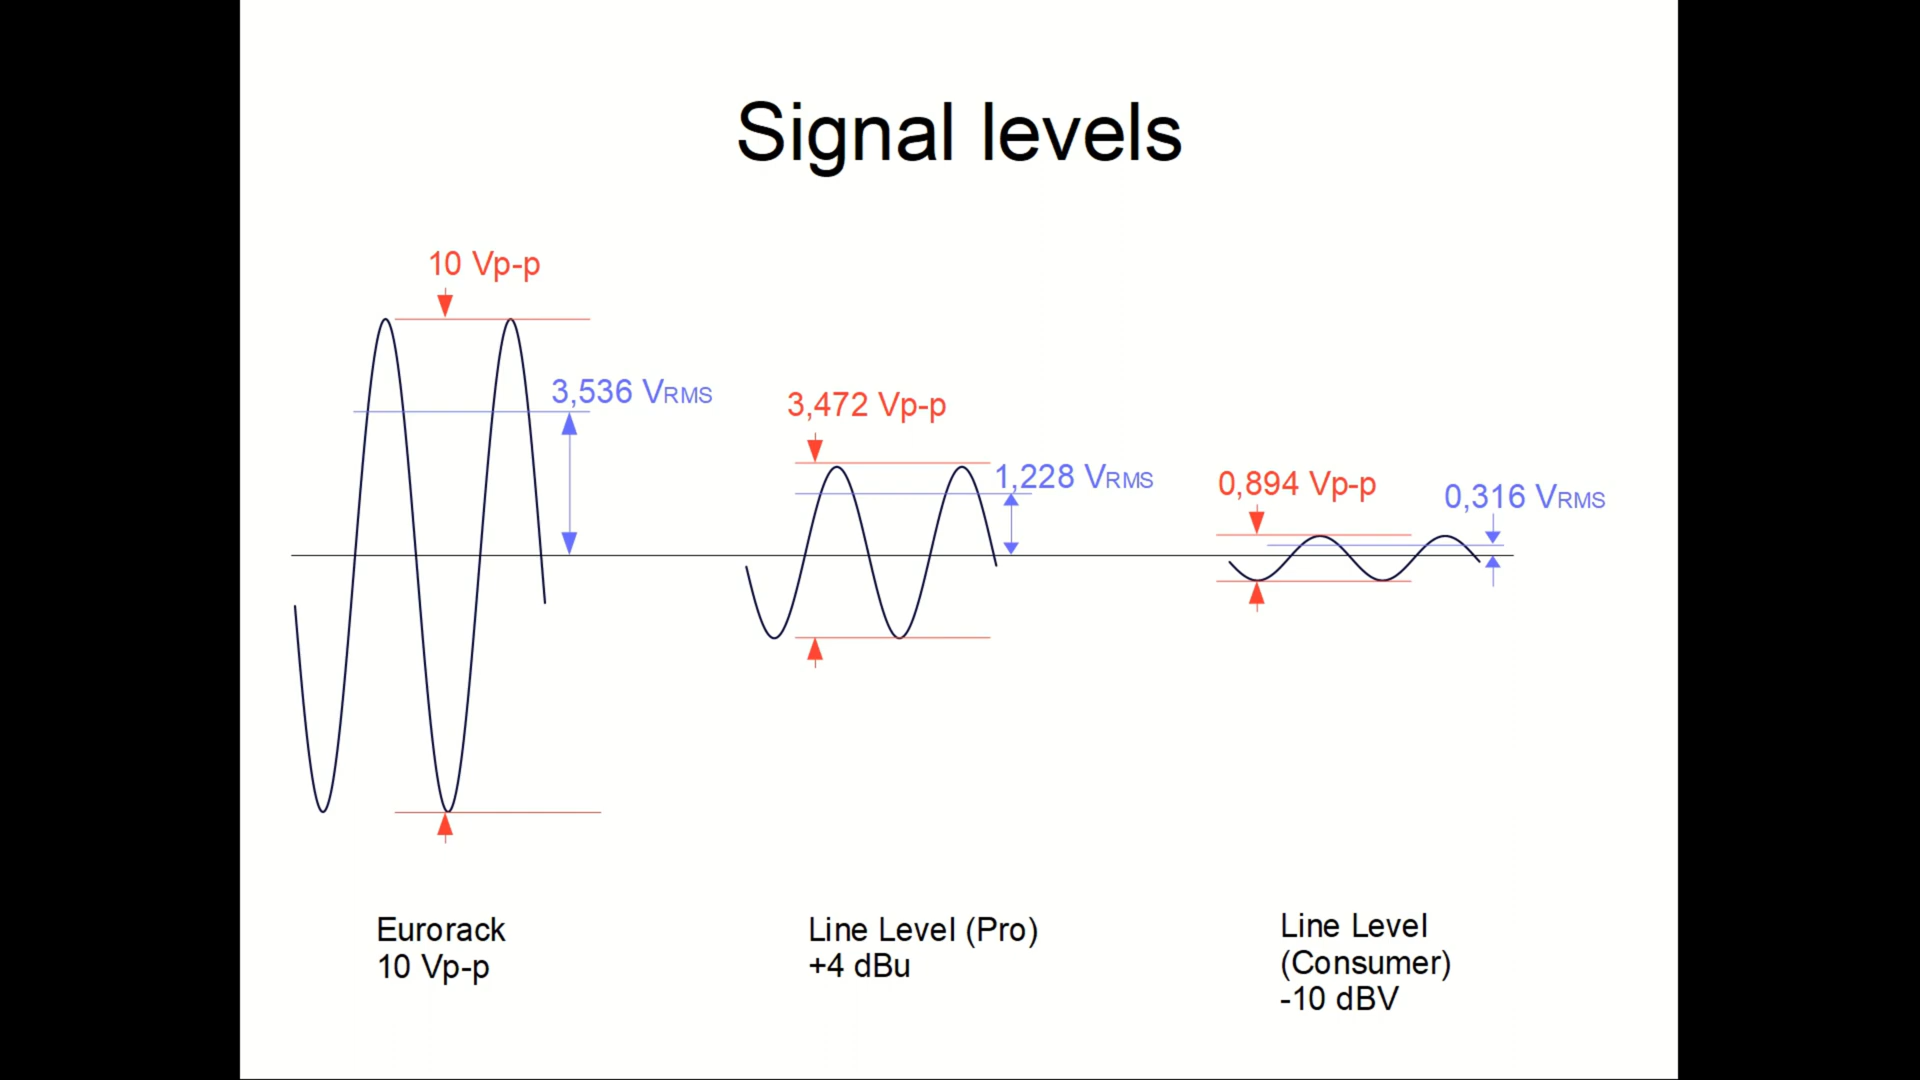 Signal levels
10 Vp-p
3,536 VRMS
3,472 Vp-p
1,228 VRMS
0,894 Vp-p
0,316 VRMS
Eurorack
10 Vp-p
Line Level (Pro)
+4 dBu
Line Level
(Consumer)
-10 dBV